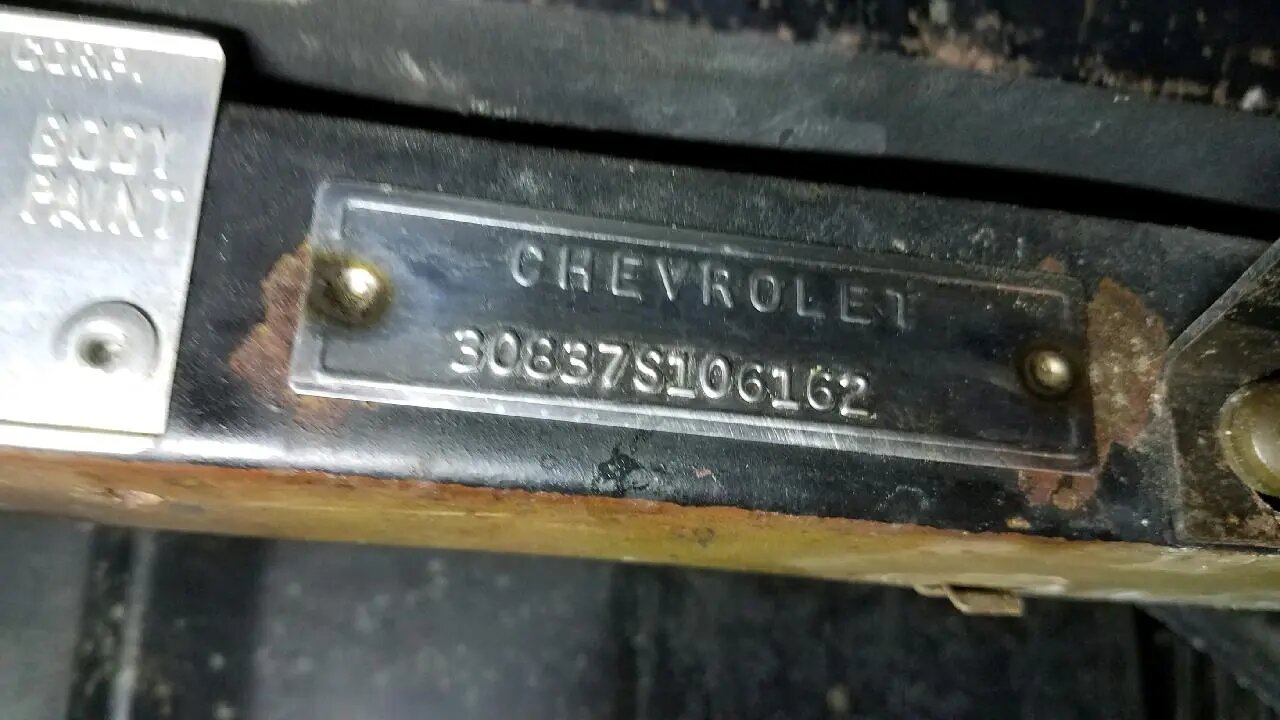 COMP.
BODY
PAINT
CHEVROLET
30837S106162